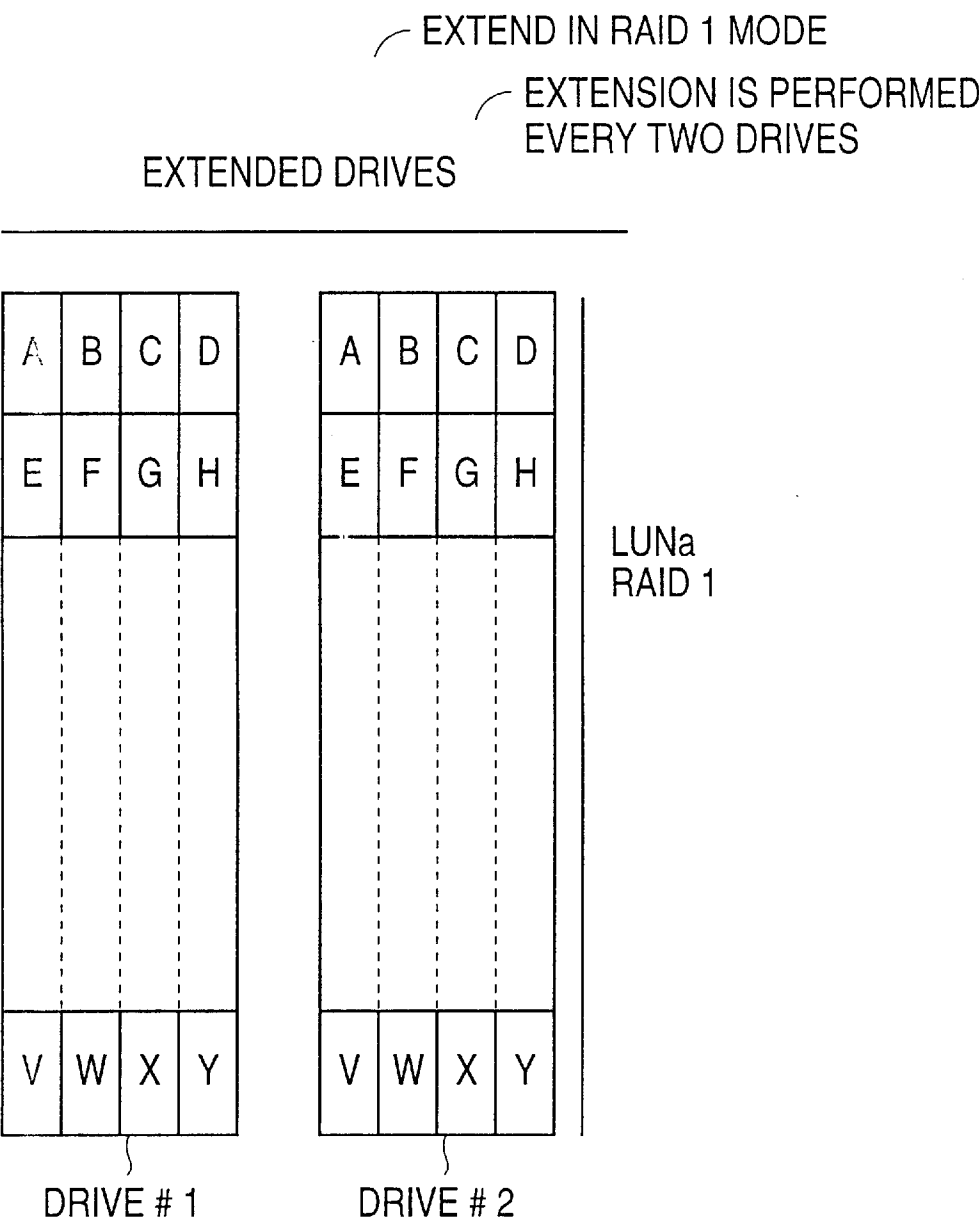 EXTEND IN RAID 1 MODE
EXTENSION IS PERFORMED
EVERY TWO DRIVES
EXTENDED DRIVES
A B C D
E F G H
V W X Y
DRIVE # 1
A B C D
E F G H
V W X Y
DRIVE # 2
LUNa
RAID 1